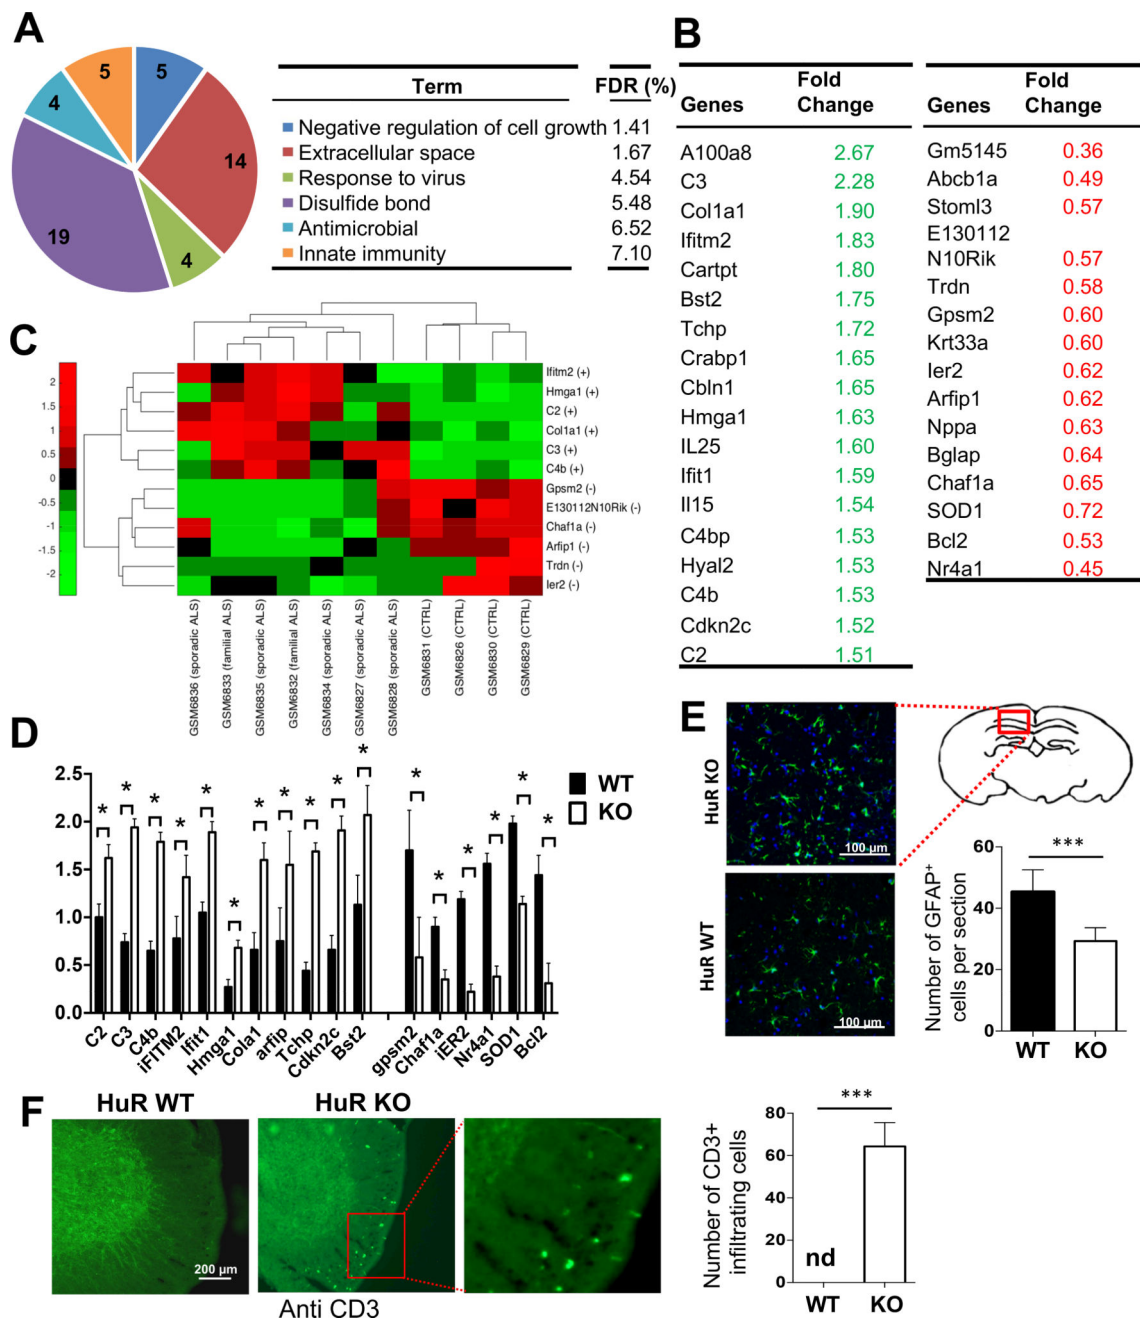 A
5
5
14
4
19
4
Term FDR (%)
Negative regulation of cell growth 1.41
Extracellular space 1.67
Response to virus 4.54
Disulfide bond 5.48
Antimicrobial 6.52
Innate immunity 7.10
B
Genes Fold Change
A100a8 2.67
C3 2.28
Col1a1 1.90
Ifitm2 1.83
Cartpt 1.80
Bst2 1.75
Tchp 1.72
Crabp1 1.65
Cbln1 1.65
Hmga1 1.63
IL25 1.60
Ifit1 1.59
Il15 1.54
C4bp 1.53
Hyal2 1.53
C4b 1.53
Cdkn2c 1.52
C2 1.51
Genes Fold Change
Gm5145 0.36
Abcb1a 0.49
Stoml3 0.57
E130112
N10Rik 0.57
Trdn 0.58
Gpsm2 0.60
Krt33a 0.60
Ier2 0.62
Arfip1 0.62
Nppa 0.63
Bglap 0.64
Chaf1a 0.65
SOD1 0.72
Bcl2 0.53
Nr4a1 0.45
C
2
1.5
1
0.5
0
-0.5
-1
-1.5
-2
Ifitm2 (+)
Hmga1 (+)
C2 (+)
Col1a1 (+)
C3 (+)
C4b (+)
Gpsm2 (-)
E130112N10Rik (-)
Chaf1a (-)
Arfip1 (-)
Trdn (-)
Ier2 (-)
GSM6836 (sporadic ALS)
GSM6833 (familial ALS)
GSM6835 (sporadic ALS)
GSM6832 (familial ALS)
GSM6834 (sporadic ALS)
GSM6827 (sporadic ALS)
GSM6828 (sporadic ALS)
GSM6831 (CTRL)
GSM6826 (CTRL)
GSM6830 (CTRL)
GSM6829 (CTRL)
D
2.5
2.0
1.5
1.0
0.5
0.0
* * * * * * * * * * * * * * * * *
WT
KO
C2
C3
C4b
iFITM2
Ifit1
Hmga1
Cola1
arfip
Tchp
Cdkn2c
Bst2
gpsm2
Chaf1a
iER2
Nr4a1
SOD1
Bcl2
E
HuR KO
100 µm
HuR WT
100 µm
Number of GFAP+
cells per section
60
40
20
0
***
WT KO
F
HuR WT
HuR KO
200 µm
Anti CD3
Number of CD3+
infiltrating cells
80
60
40
20
0
***
nd
WT KO